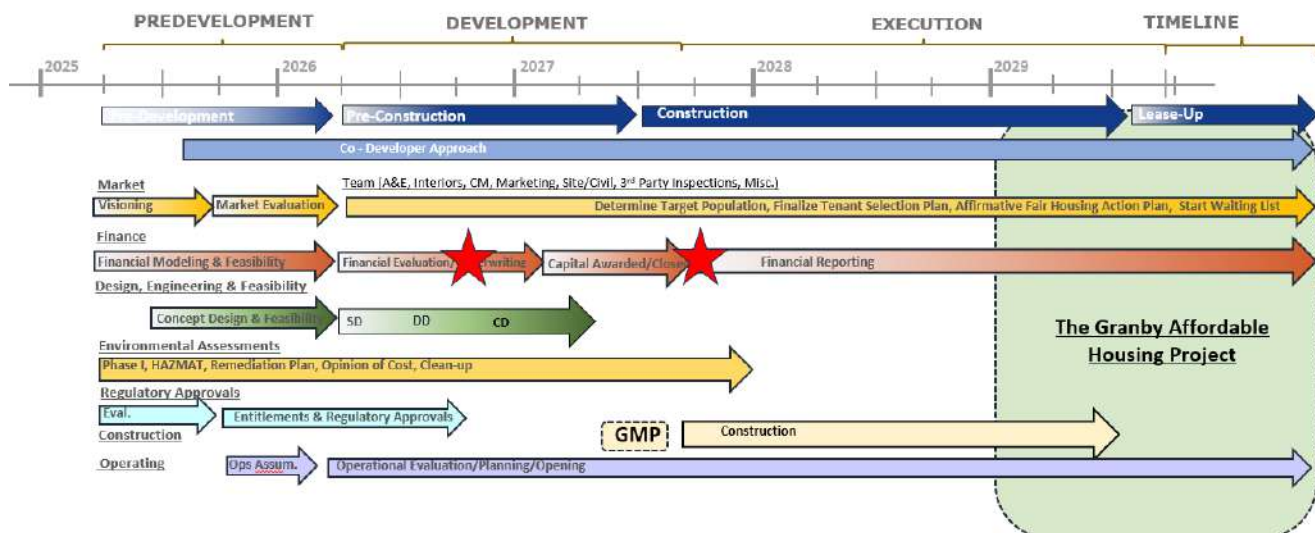 PREDEVELOPMENT DEVELOPMENT EXECUTION TIMELINE
2025 2026 2027 2028 2029
Pre-Development Pre-Construction Construction Lease-Up
Co - Developer Approach
Market
Team (A&E, Interiors, CM, Marketing, Site/Civil, 3rd Party Inspections, Misc.)
Visioning Market Evaluation Determine Target Population, Finalize Tenant Selection Plan, Affirmative Fair Housing Action Plan, Start Waiting List
Finance
Financial Modeling & Feasibility Financial Evaluation/ Capital Awarded/ Financial Reporting
Design, Engineering & Feasibility
Concept Design & Feasibility SD DD CD
The Granby Affordable
Housing Project
Environmental Assessments
Phase I, HAZMAT, Remediation Plan, Opinion of Cost, Clean-up
Regulatory Approvals
Eval. Entitlements & Regulatory Approvals
Construction
GMP Construction
Operating
Ops Assum. Operational Evaluation/Planning/Opening